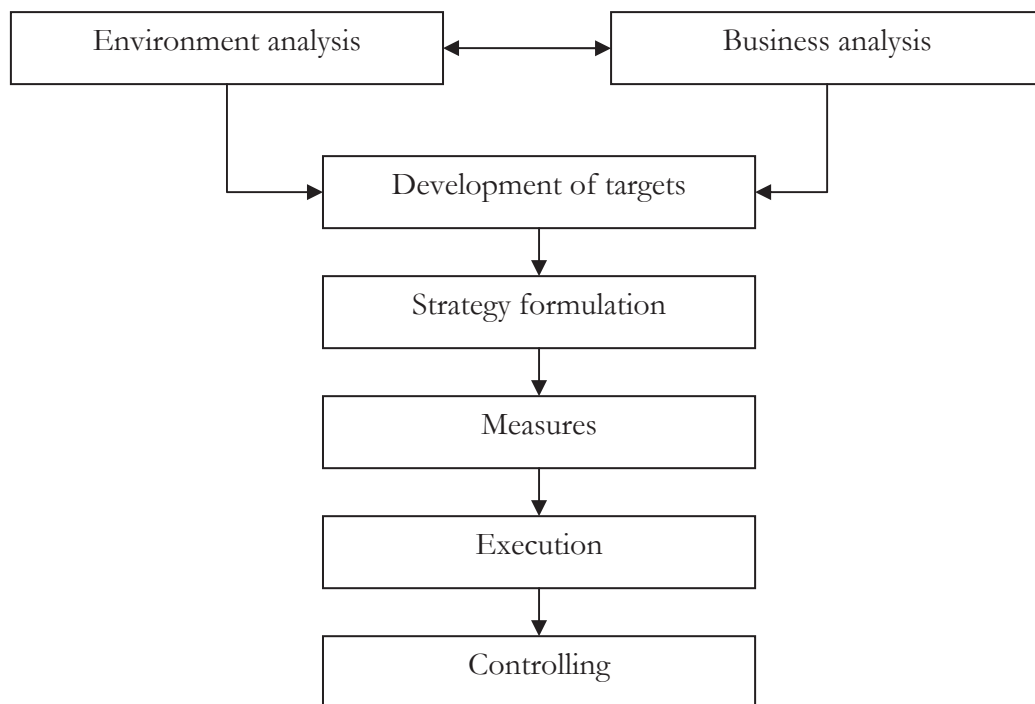 Environment analysis
Business analysis
Development of targets
Strategy formulation
Measures
Execution
Controlling